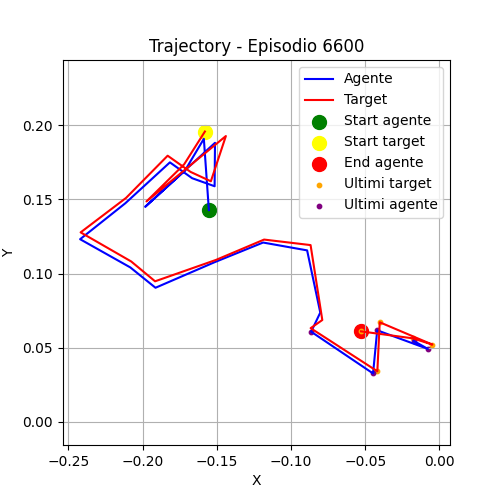 Trajectory - Episodio 6600
Agente
Target
Start agente
Start target
End agente
Ultimi target
Ultimi agente
Y
0.20
0.15
0.10
0.05
0.00
−0.25
−0.20
−0.15
−0.10
−0.05
0.00
X